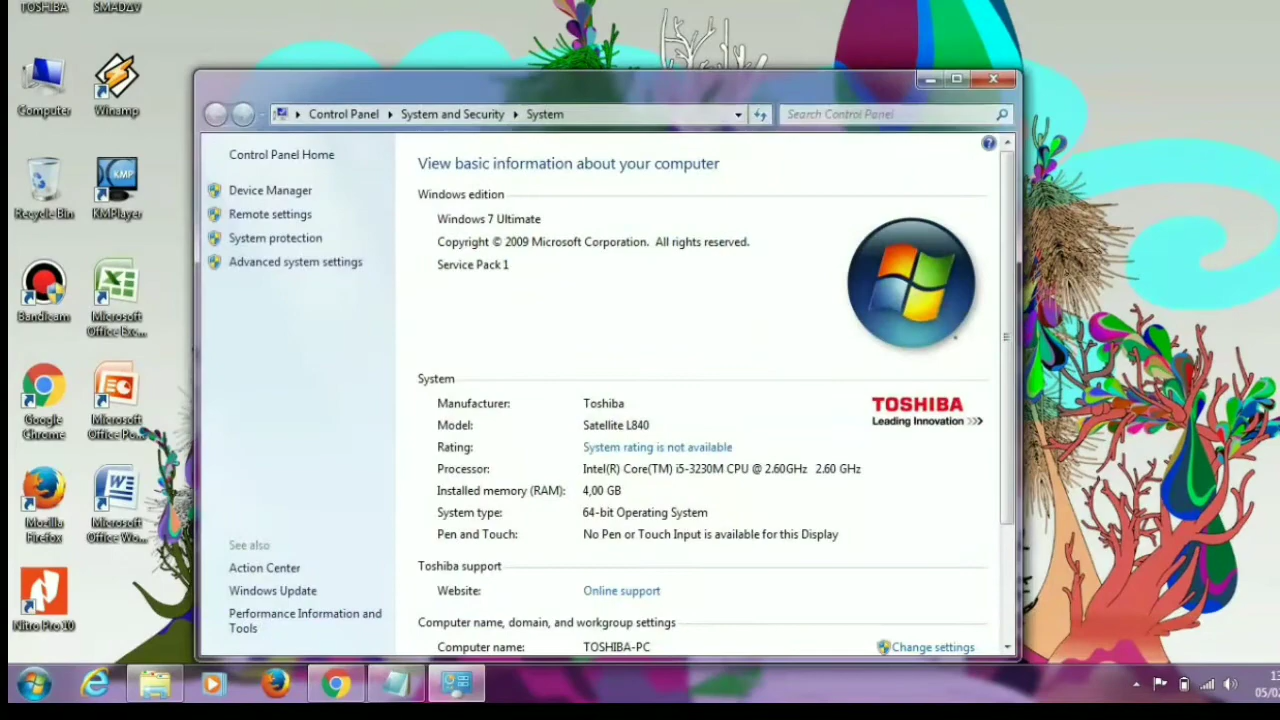 TOSHIBA
SMADΔV
Computer
Winamp
Recycle Bin
KMP
KMPlayer
Bandicam
Microsoft
Office Exc...
Google
Chrome
Microsoft
Office Po...
Mozilla
Firefox
Microsoft
Office Wo...
Nitro Pro 10
Control Panel
System and Security
System
Search Control Panel
Control Panel Home
Device Manager
Remote settings
System protection
Advanced system settings
See also
Action Center
Windows Update
Performance Information and
Tools
View basic information about your computer
Windows edition
Windows 7 Ultimate
Copyright © 2009 Microsoft Corporation. All rights reserved.
Service Pack 1
System
Manufacturer: Toshiba
Model: Satellite L840
Rating: System rating is not available
Processor: Intel(R) Core(TM) i5-3230M CPU @ 2.60GHz 2.60 GHz
Installed memory (RAM): 4,00 GB
System type: 64-bit Operating System
Pen and Touch: No Pen or Touch Input is available for this Display
TOSHIBA
Leading Innovation >>>
Toshiba support
Website: Online support
Computer name, domain, and workgroup settings
Computer name: TOSHIBA-PC
Change settings